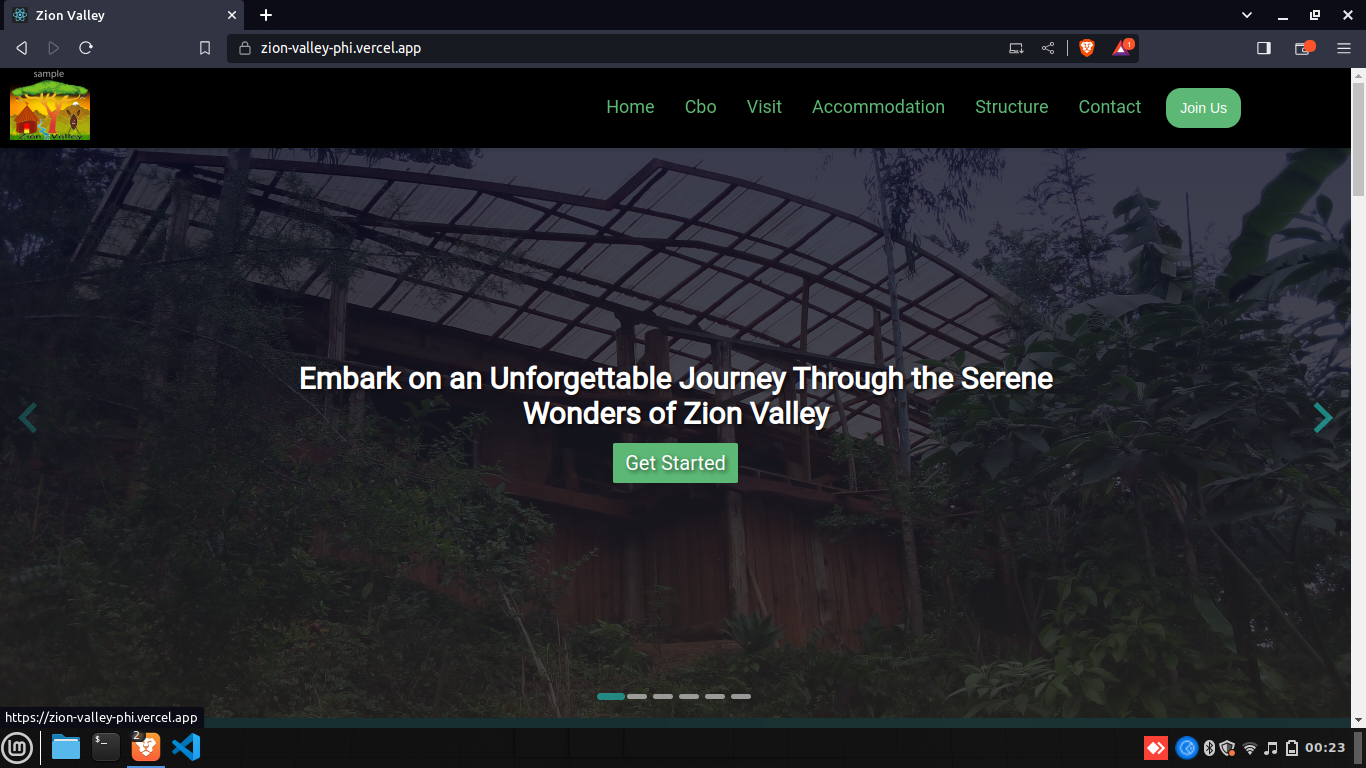 Zion Valley
zion-valley-phi.vercel.app
1
sample
Zion Valley
Home Cbo Visit Accommodation Structure Contact Join Us
Embark on an Unforgettable Journey Through the Serene
Wonders of Zion Valley
Get Started
https://zion-valley-phi.vercel.app
2
00:23